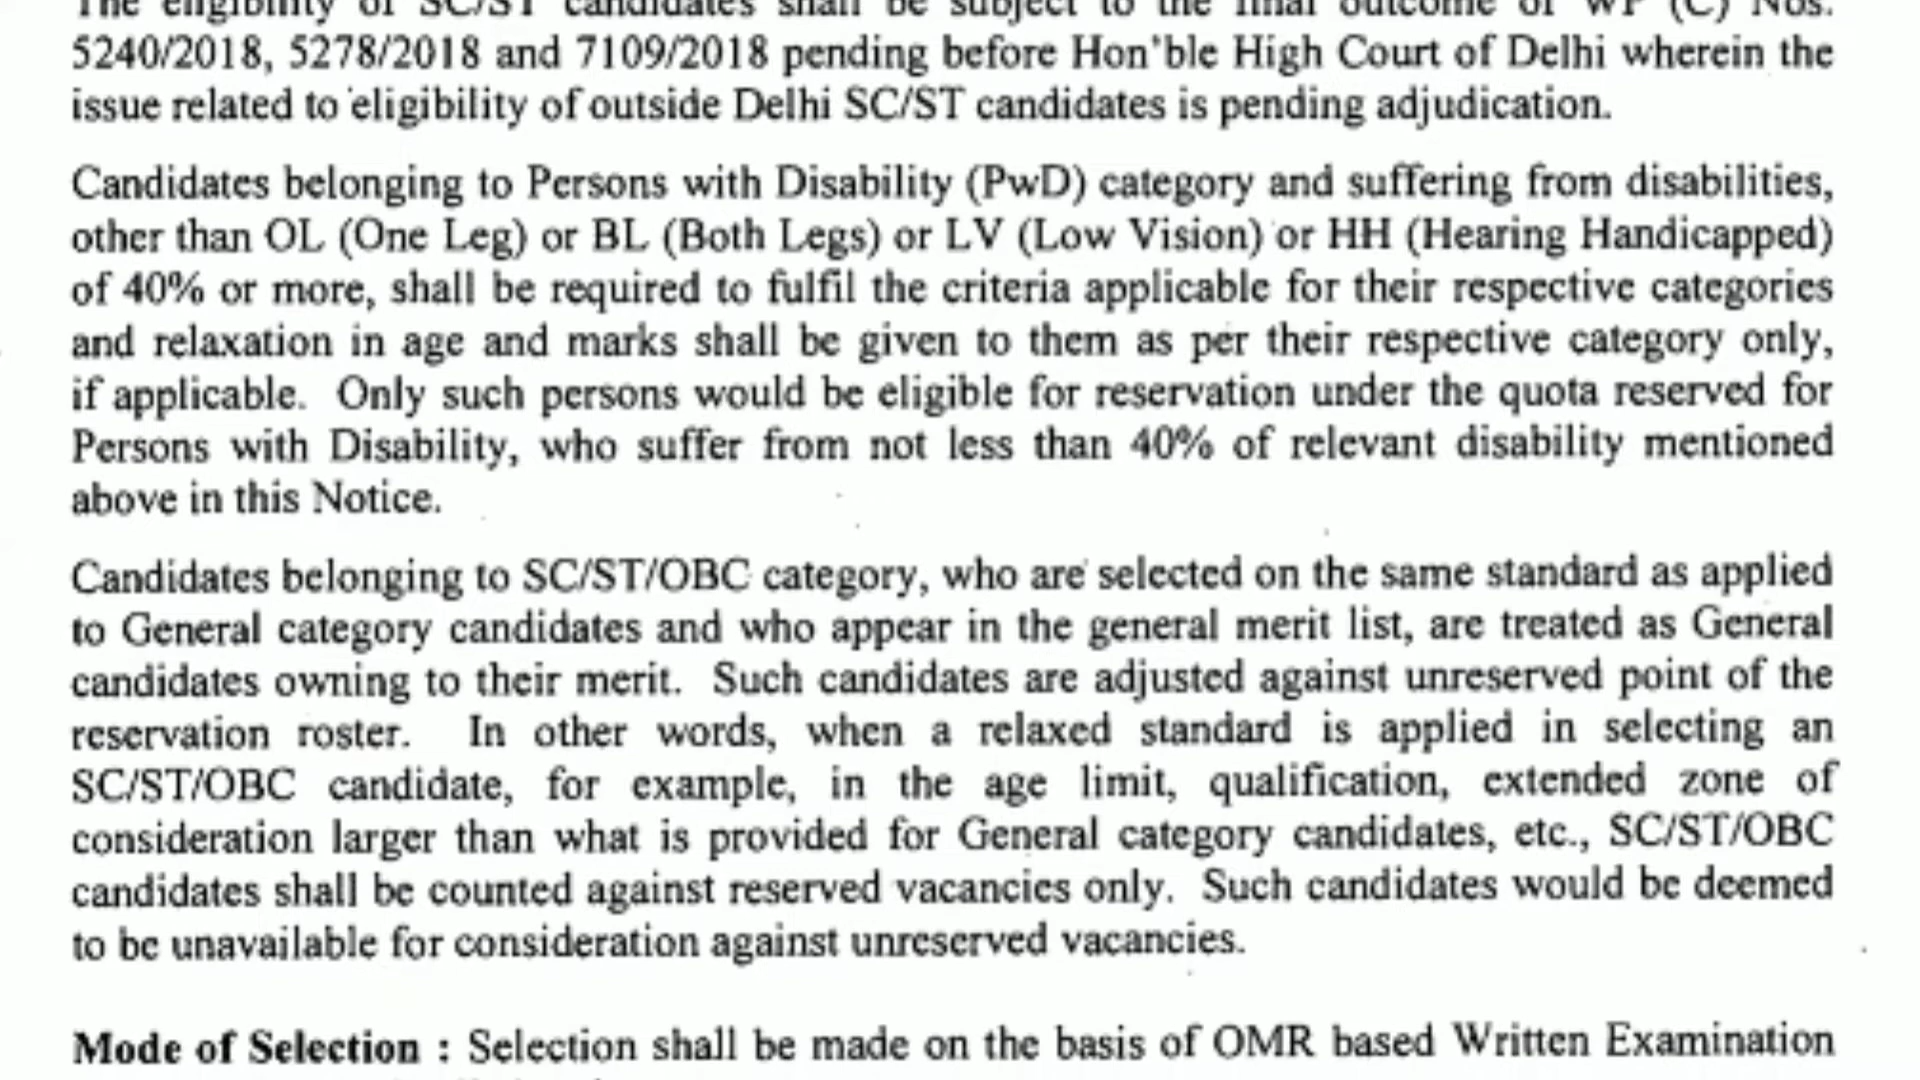 The eligibility of SC/ST candidates shall be subject to the final outcome of WP (C) Nos.
5240/2018, 5278/2018 and 7109/2018 pending before Hon'ble High Court of Delhi wherein the
issue related to eligibility of outside Delhi SC/ST candidates is pending adjudication.
Candidates belonging to Persons with Disability (PwD) category and suffering from disabilities,
other than OL (One Leg) or BL (Both Legs) or LV (Low Vision) or HH (Hearing Handicapped)
of 40% or more, shall be required to fulfil the criteria applicable for their respective categories
and relaxation in age and marks shall be given to them as per their respective category only,
if applicable. Only such persons would be eligible for reservation under the quota reserved for
Persons with Disability, who suffer from not less than 40% of relevant disability mentioned
above in this Notice.
Candidates belonging to SC/ST/OBC category, who are selected on the same standard as applied
to General category candidates and who appear in the general merit list, are treated as General
candidates owning to their merit. Such candidates are adjusted against unreserved point of the
reservation roster. In other words, when a relaxed standard is applied in selecting an
SC/ST/OBC candidate, for example, in the age limit, qualification, extended zone of
consideration larger than what is provided for General category candidates, etc., SC/ST/OBC
candidates shall be counted against reserved vacancies only. Such candidates would be deemed
to be unavailable for consideration against unreserved vacancies.
Mode of Selection : Selection shall be made on the basis of OMR based Written Examination